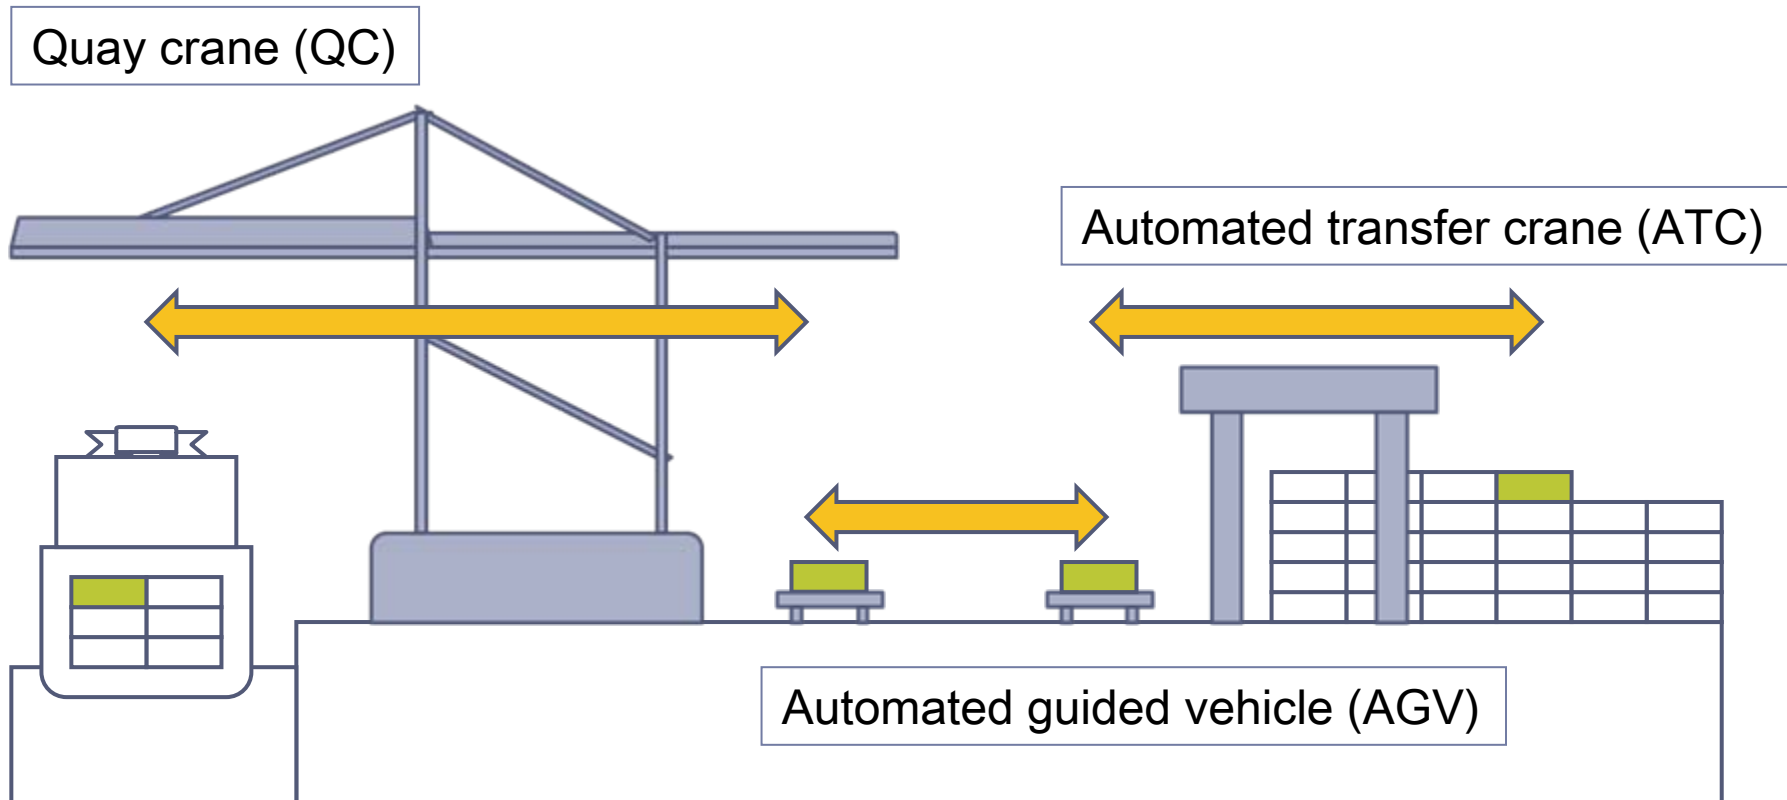 Quay crane (QC)
Automated transfer crane (ATC)
Automated guided vehicle (AGV)